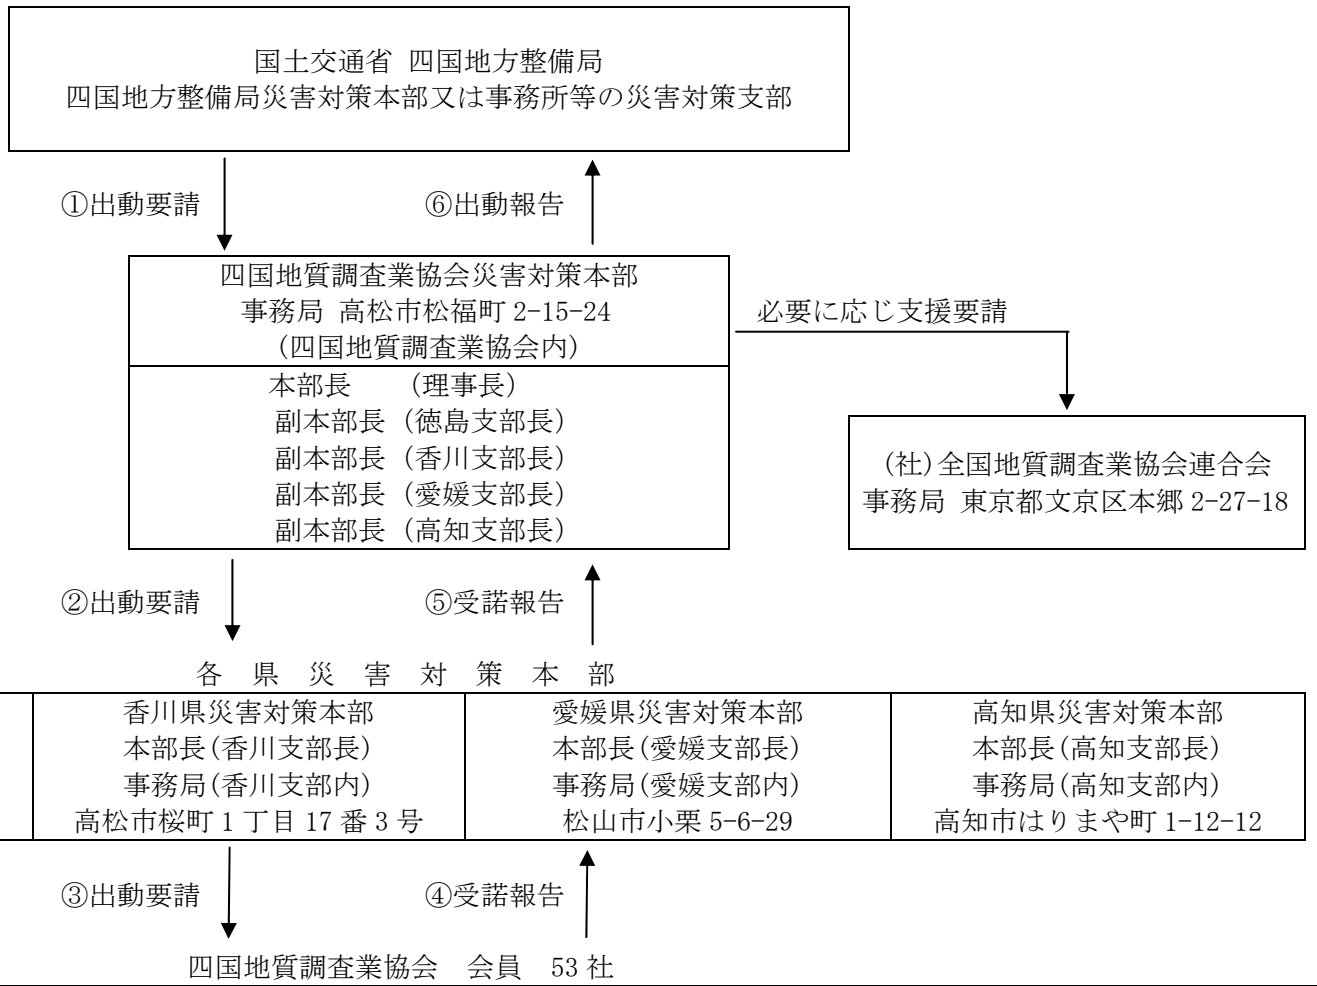 国土交通省 四国地方整備局
四国地方整備局災害対策本部又は事務所等の災害対策支部
①出動要請
⑥出動報告
四国地質調査業協会災害対策本部
事務局 高松市松福町 2-15-24
(四国地質調査業協会内)
本部長 (理事長)
副本部長 (徳島支部長)
副本部長 (香川支部長)
副本部長 (愛媛支部長)
副本部長 (高知支部長)
必要に応じ支援要請
(社)全国地質調査業協会連合会
事務局 東京都文京区本郷 2-27-18
②出動要請
⑤受諾報告
各 県 災 害 対 策 本 部
香川県災害対策本部
本部長(香川支部長)
事務局(香川支部内)
高松市桜町 1 丁目 17 番 3 号
愛媛県災害対策本部
本部長(愛媛支部長)
事務局(愛媛支部内)
松山市小栗 5-6-29
高知県災害対策本部
本部長(高知支部長)
事務局(高知支部内)
高知市はりまや町 1-12-12
③出動要請
④受諾報告
四国地質調査業協会 会員 53 社